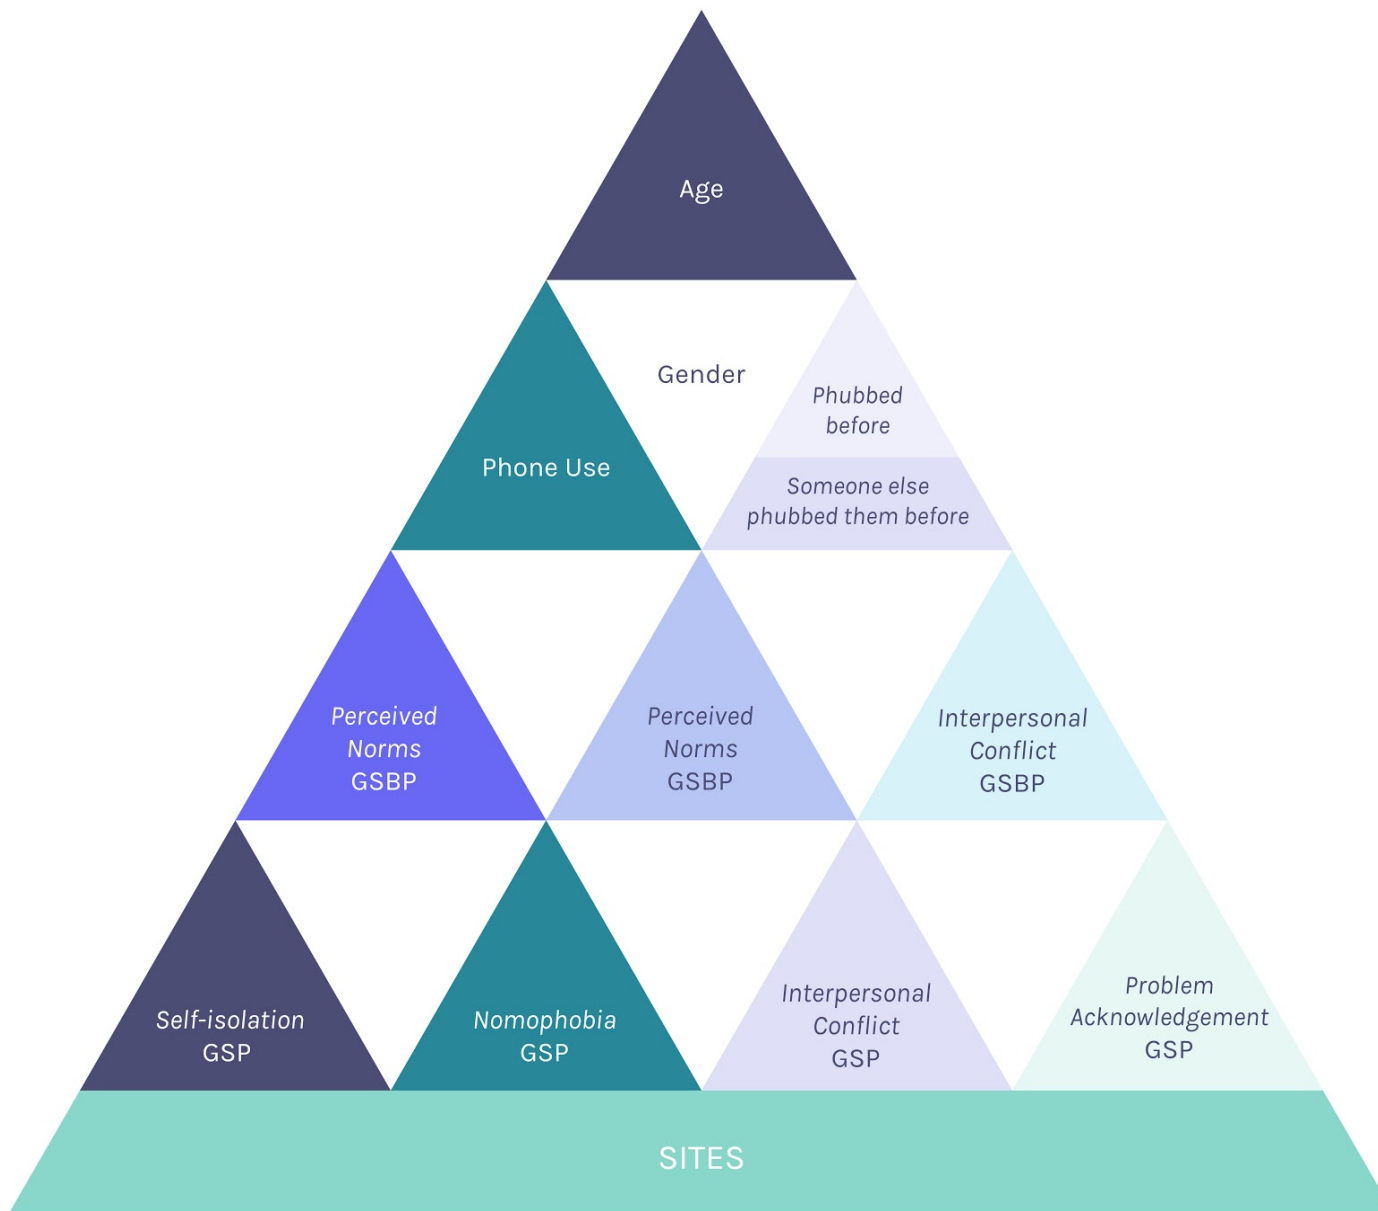 Age
Gender
Phone Use
Phubbed
before
Someone else
phubbed them before
Perceived
Norms
GSBP
Perceived
Norms
GSBP
Interpersonal
Conflict
GSBP
Self-isolation
GSP
Nomophobia
GSP
Interpersonal
Conflict
GSP
Problem
Acknowledgement
GSP
SITES